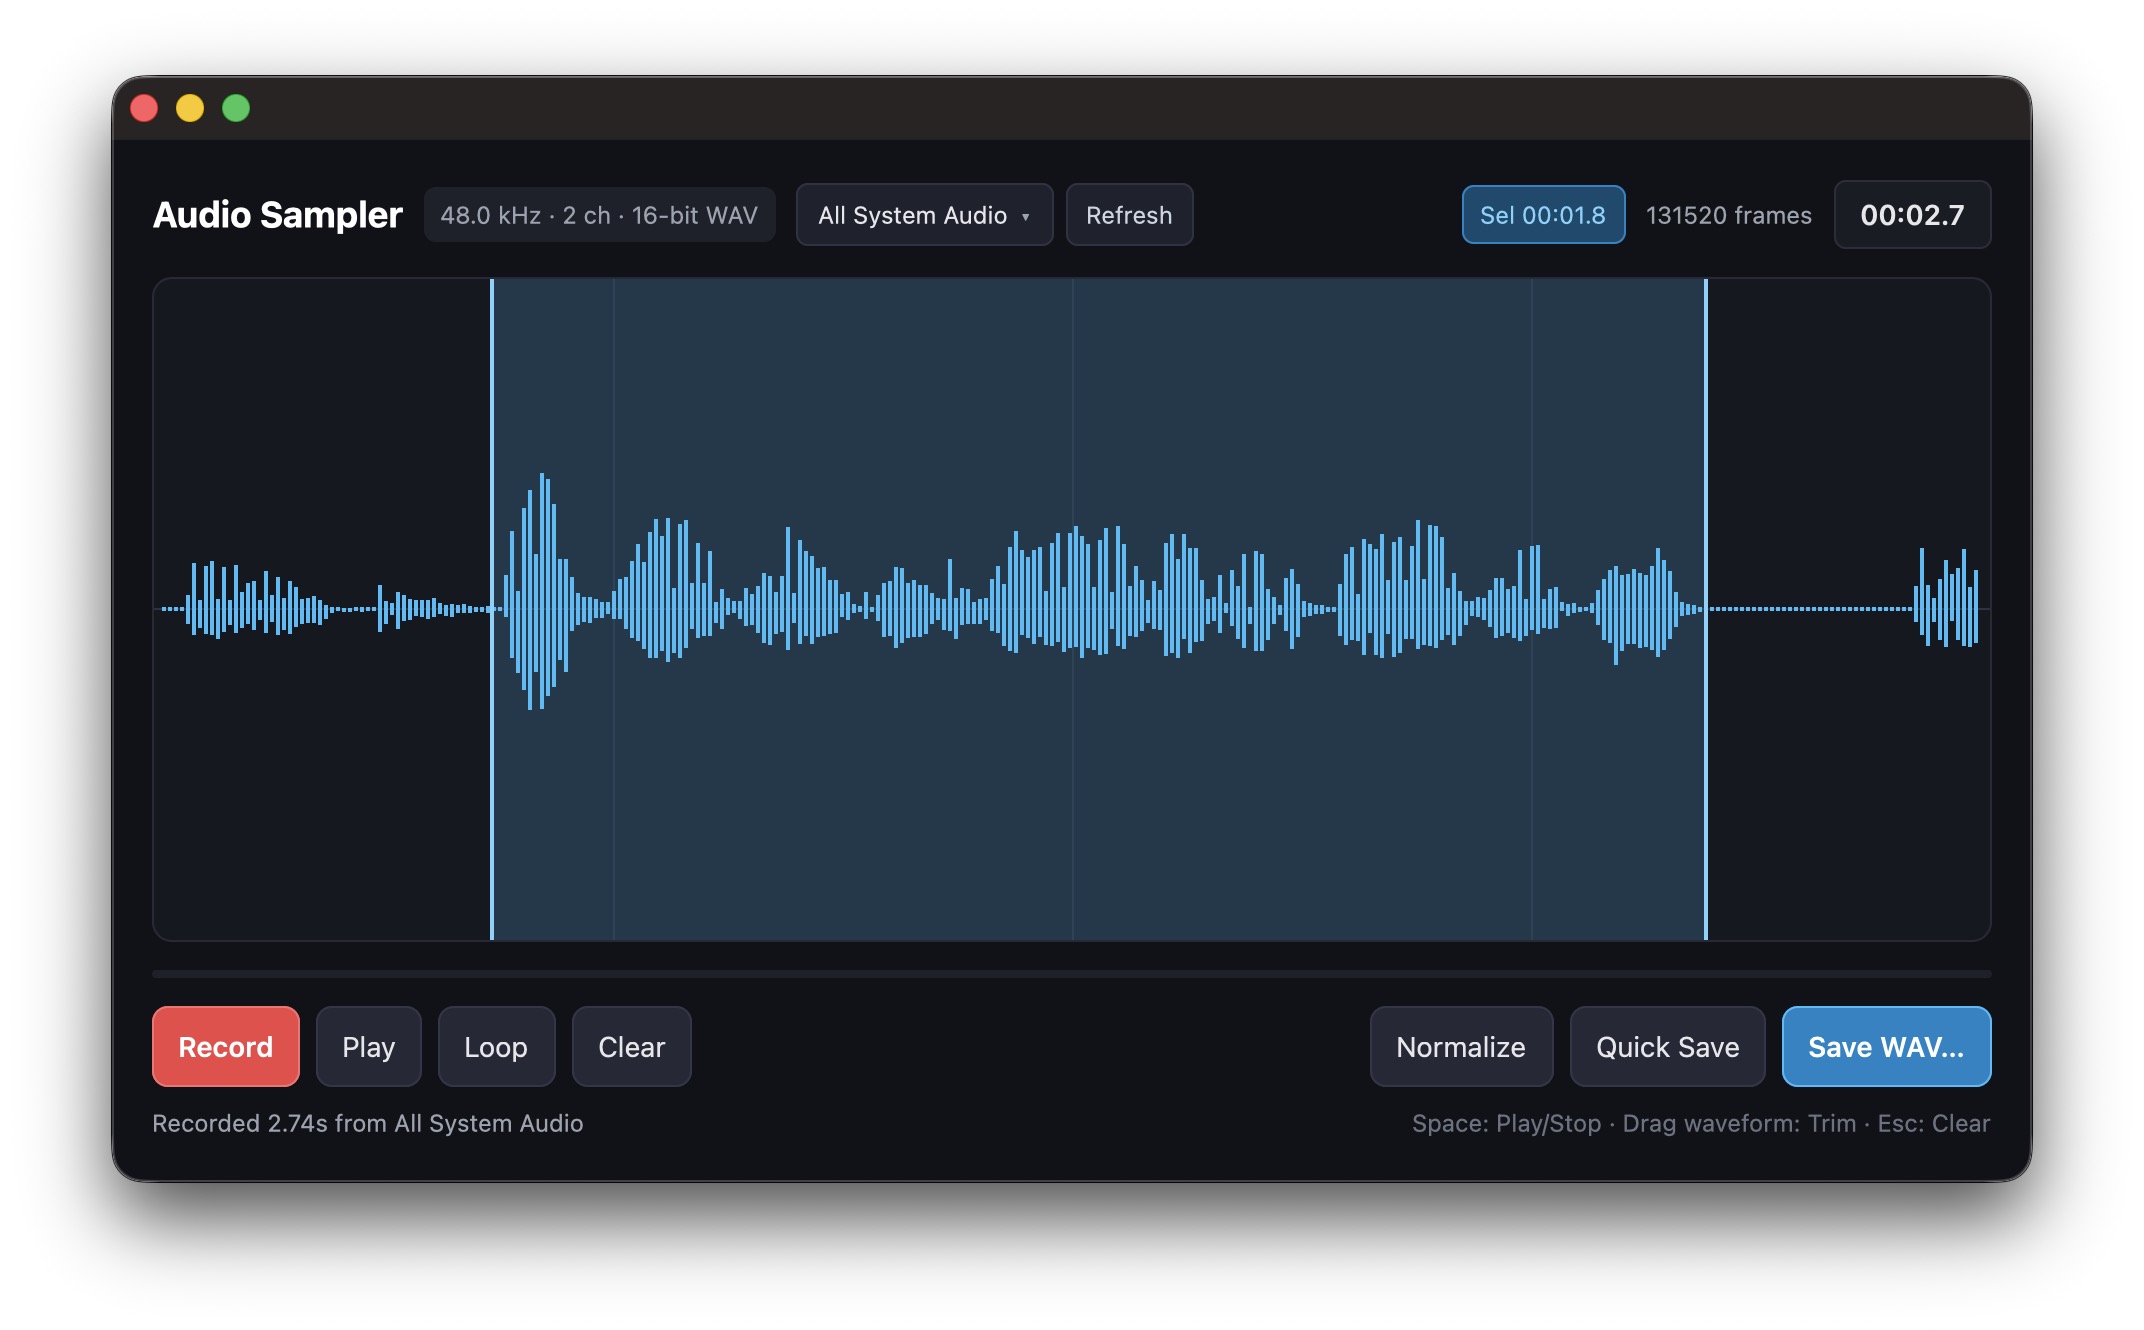 Audio Sampler 48.0 kHz · 2 ch · 16-bit WAV All System Audio ▾ Refresh Sel 00:01.8 131520 frames 00:02.7
Record Play Loop Clear Normalize Quick Save Save WAV...
Recorded 2.74s from All System Audio Space: Play/Stop · Drag waveform: Trim · Esc: Clear